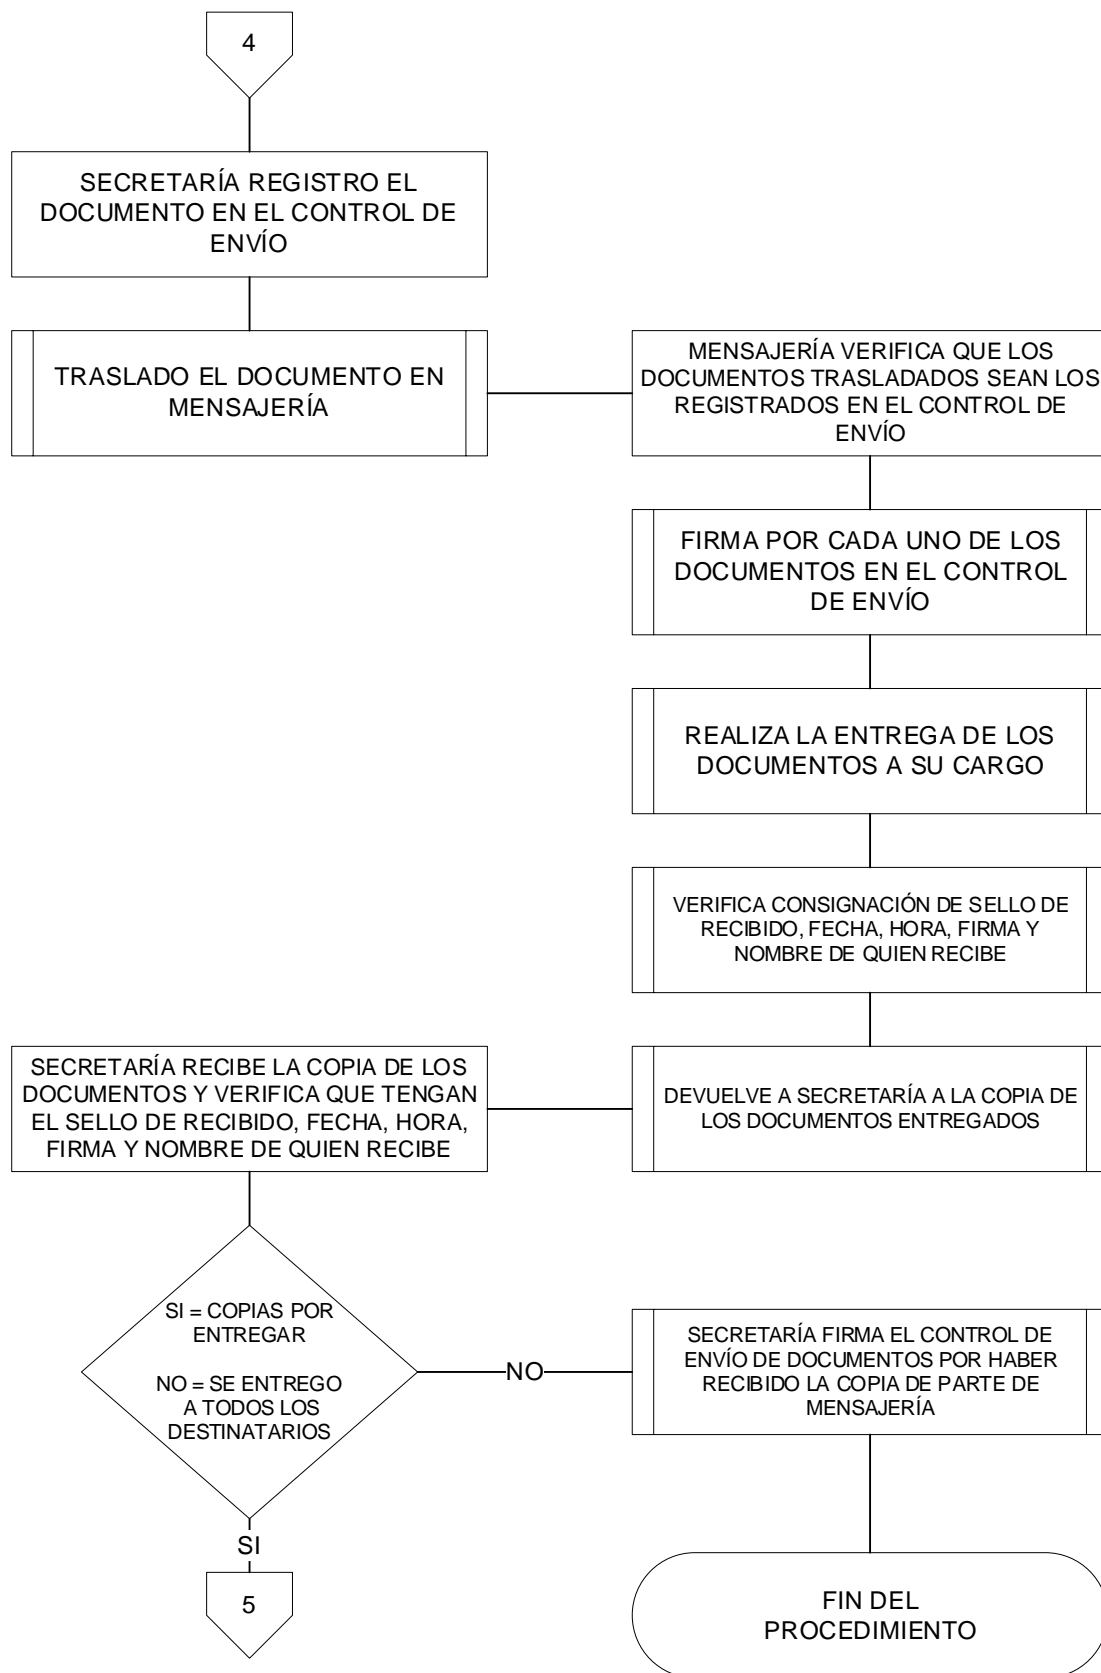 4
SECRETARÍA REGISTRO EL
DOCUMENTO EN EL CONTROL DE
ENVÍO
TRASLADO EL DOCUMENTO EN
MENSAJERÍA
MENSAJERÍA VERIFICA QUE LOS
DOCUMENTOS TRASLADADOS SEAN LOS
REGISTRADOS EN EL CONTROL DE
ENVÍO
FIRMA POR CADA UNO DE LOS
DOCUMENTOS EN EL CONTROL
DE ENVÍO
REALIZA LA ENTREGA DE LOS
DOCUMENTOS A SU CARGO
VERIFICA CONSIGNACIÓN DE SELLO DE
RECIBIDO, FECHA, HORA, FIRMA Y
NOMBRE DE QUIEN RECIBE
DEVUELVE A SECRETARÍA A LA COPIA DE
LOS DOCUMENTOS ENTREGADOS
SECRETARÍA RECIBE LA COPIA DE LOS
DOCUMENTOS Y VERIFICA QUE TENGAN
EL SELLO DE RECIBIDO, FECHA, HORA,
FIRMA Y NOMBRE DE QUIEN RECIBE
SI = COPIAS POR
ENTREGAR
NO = SE ENTREGO
A TODOS LOS
DESTINATARIOS
NO
SECRETARÍA FIRMA EL CONTROL DE
ENVÍO DE DOCUMENTOS POR HABER
RECIBIDO LA COPIA DE PARTE DE
MENSAJERÍA
SI
5
FIN DEL
PROCEDIMIENTO